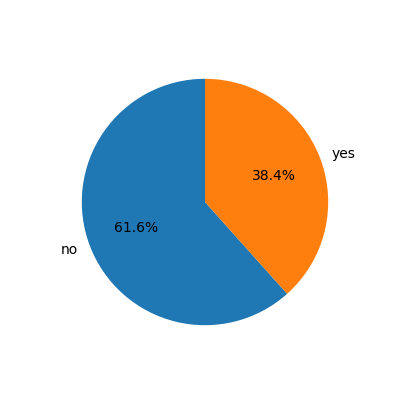 yes
38.4%
61.6%
no